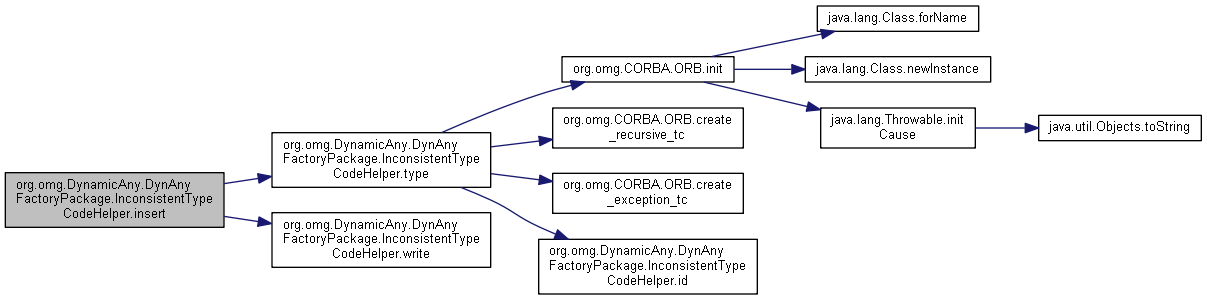 org.omg.DynamicAny.DynAny
FactoryPackage.InconsistentType
CodeHelper.insert
org.omg.DynamicAny.DynAny
FactoryPackage.InconsistentType
CodeHelper.type
org.omg.DynamicAny.DynAny
FactoryPackage.InconsistentType
CodeHelper.write
org.omg.CORBA.ORB.init
org.omg.CORBA.ORB.create
_recursive_tc
org.omg.CORBA.ORB.create
_exception_tc
org.omg.DynamicAny.DynAny
FactoryPackage.InconsistentType
CodeHelper.id
java.lang.Class.forName
java.lang.Class.newInstance
java.lang.Throwable.init
Cause
java.util.Objects.toString